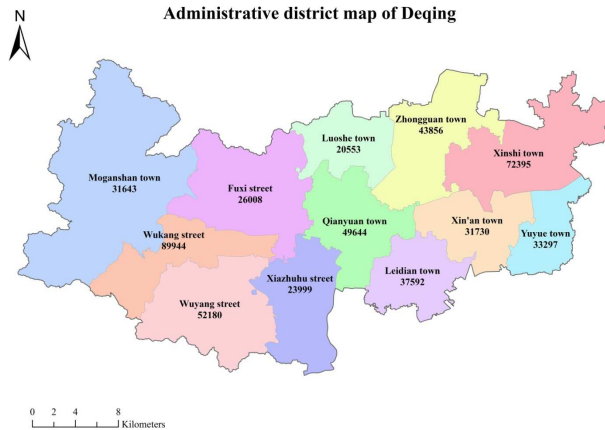 Administrative district map of Deqing
N
Zhongguan town
43856
Luoshe town
20553
Xinshi town
72395
Moganshan town
31643
Fuxi street
26008
Qianyuan town
49644
Xin'an town
31730
Yuyue town
33297
Wukang street
89944
Xiazhuhu street
23999
Leidian town
37592
Wuyang street
52180
0 2 4 8
Kilometers